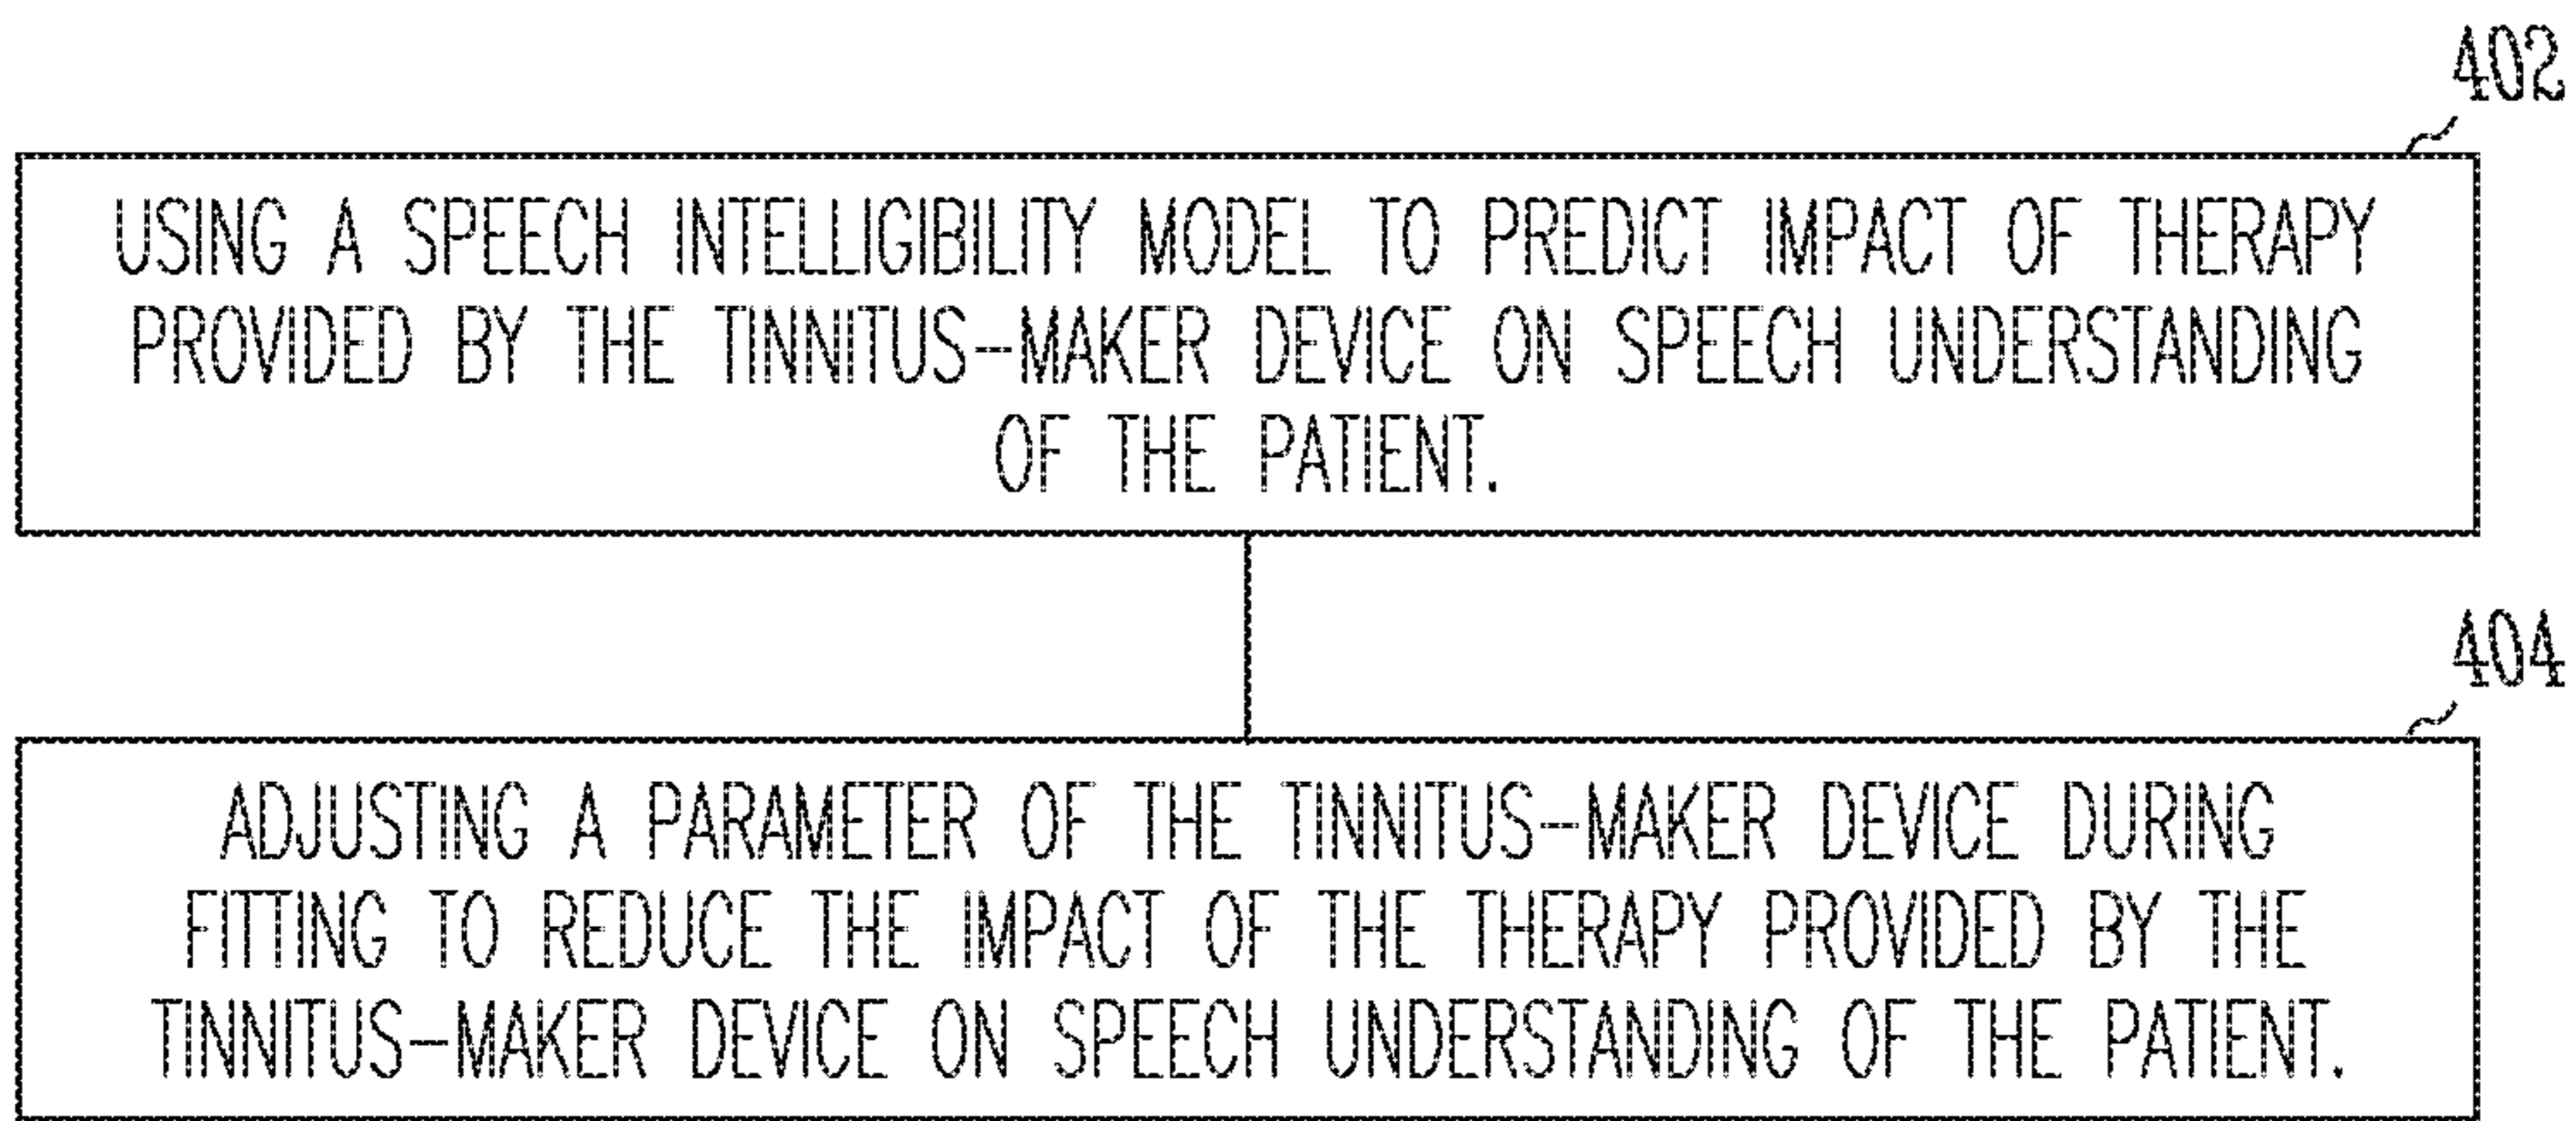 402
USING A SPEECH INTELLIGIBILITY MODEL TO PREDICT IMPACT OF THERAPY
PROVIDED BY THE TINNITUS-MAKER DEVICE ON SPEECH UNDERSTANDING
OF THE PATIENT.
404
ADJUSTING A PARAMETER OF THE TINNITUS-MAKER DEVICE DURING
FITTING TO REDUCE THE IMPACT OF THE THERAPY PROVIDED BY THE
TINNITUS-MAKER DEVICE ON SPEECH UNDERSTANDING OF THE PATIENT.